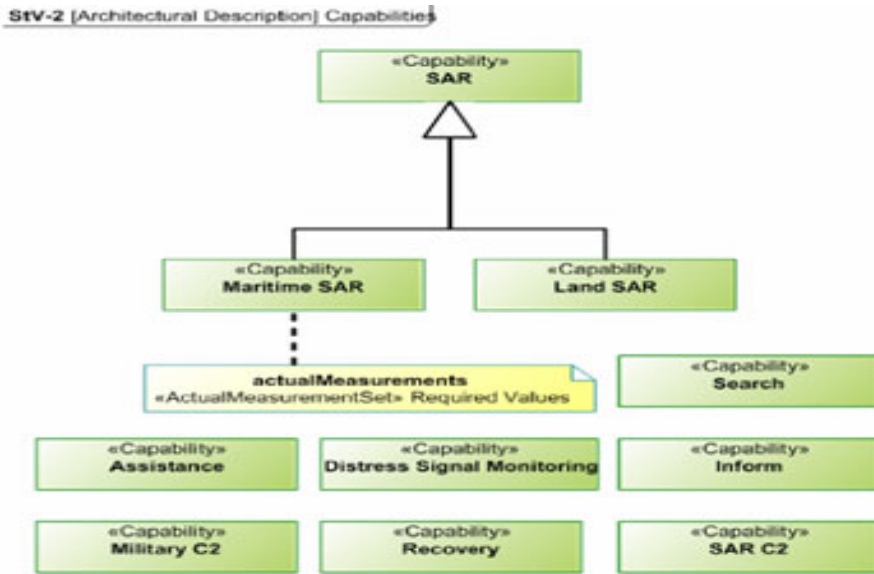 StV-2 [Architectural Description] Capabilities
«Capability»
SAR
«Capability»
Maritime SAR
«Capability»
Land SAR
actualMeasurements
«ActualMeasurementSet» Required Values
«Capability»
Search
«Capability»
Assistance
«Capability»
Distress Signal Monitoring
«Capability»
Inform
«Capability»
Military C2
«Capability»
Recovery
«Capability»
SAR C2